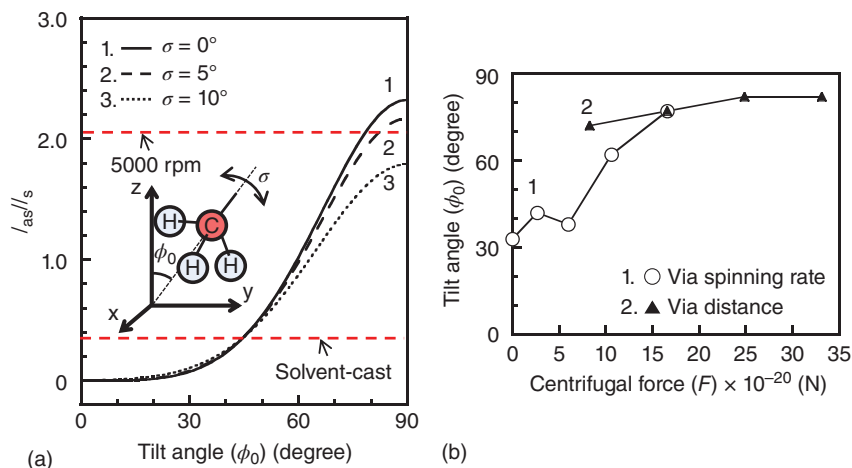 3.0
2.0
1.0
0
I_as/I_s
1. σ = 0°
2. σ = 5°
3. σ = 10°
1
2
3
5000 rpm
z
σ
H
C
H
H
ϕ0
x
y
Solvent-cast
0 30 60 90
Tilt angle (ϕ0) (degree)
(a)
90
60
30
0
Tilt angle (ϕ0) (degree)
2
1
1. Via spinning rate
2. Via distance
0 5 10 15 20 25 30 35
Centrifugal force (F) × 10−20 (N)
(b)